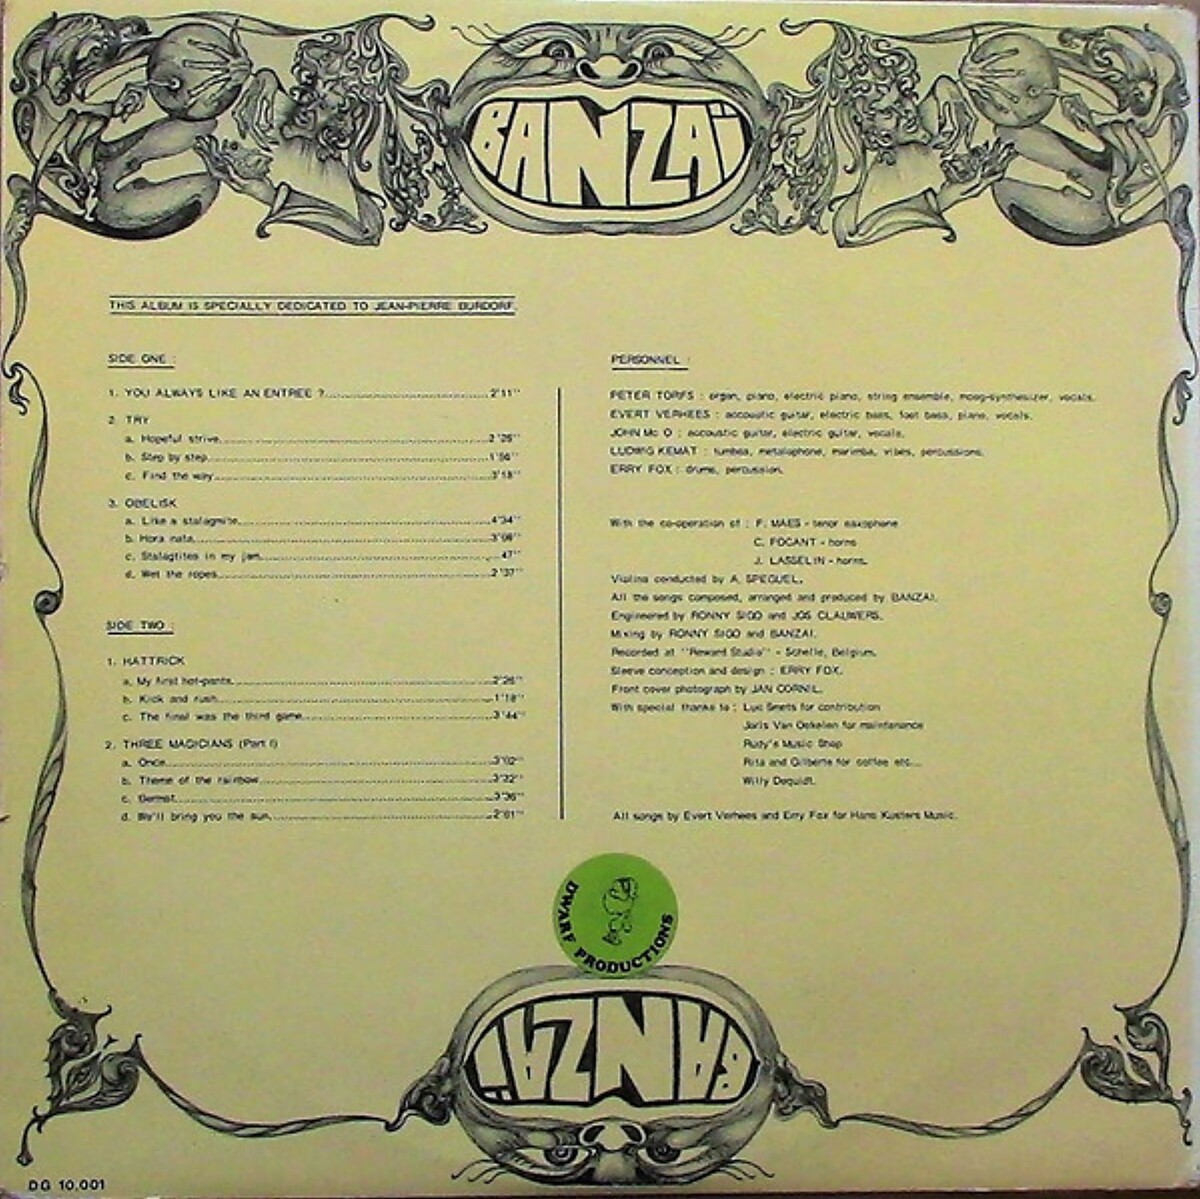 BANZAÏ
THIS ALBUM IS SPECIALLY DEDICATED TO JEAN-PIERRE BURDORF
SIDE ONE :
1. YOU ALWAYS LIKE AN ENTREE ?..........2'11''
2. TRY
a. Hopeful strive..........2'26''
b. Step by step..........1'56''
c. Find the way..........3'18''
3. OBELISK
a. Like a stalagmite..........4'34''
b. Hora nata..........3'06''
c. Stalagtites in my jam..........47''
d. Wet the ropes..........2'37''
SIDE TWO :
1. HATTRICK
a. My first hot-pants..........2'26''
b. Kick and rush..........1'18''
c. The final was the third game..........3'44''
2. THREE MAGICIANS (Part I)
a. Once..........3'02''
b. Theme of the rainbow..........3'32''
c. ..........3'36''
d. We'll bring you the sun..........2'01''
PERSONNEL :
PETER TORFS : organ, piano, electric piano, string ensemble, moog-synthesizer, vocals.
EVERT VERHEES : accoustic guitar, electric bass, foot bass, piano, vocals.
JOHN Mc O : accoustic guitar, electric guitar, vocals.
LUDWIG KEMAT : tumbas, metalophone, marimba, vibes, percussions.
ERRY FOX : drums, percussion.
With the co-operation of : F. MAES - tenor saxophone
C. FOCANT - horns
J. LASSELIN - horns.
Violins conducted by A. SPEGUEL.
All the songs composed, arranged and produced by BANZAI.
Engineered by RONNY SIGO and JOS CLAUWERS.
Mixing by RONNY SIGO and BANZAI.
Recorded at ''Reward Studio'' - Schelle, Belgium.
Sleeve conception and design : ERRY FOX.
Front cover photograph by JAN CORNIL.
With special thanks to : Luc Smets for contribution
Joris Van Oekelen for maintenance
Rudy's Music Shop
Rita and Gilberte for coffee etc...
Willy Dequidt.
All songs by Evert Verhees and Erry Fox for Hans Kusters Music.
DWARF PRODUCTIONS
BANZAÏ
DG 10.001